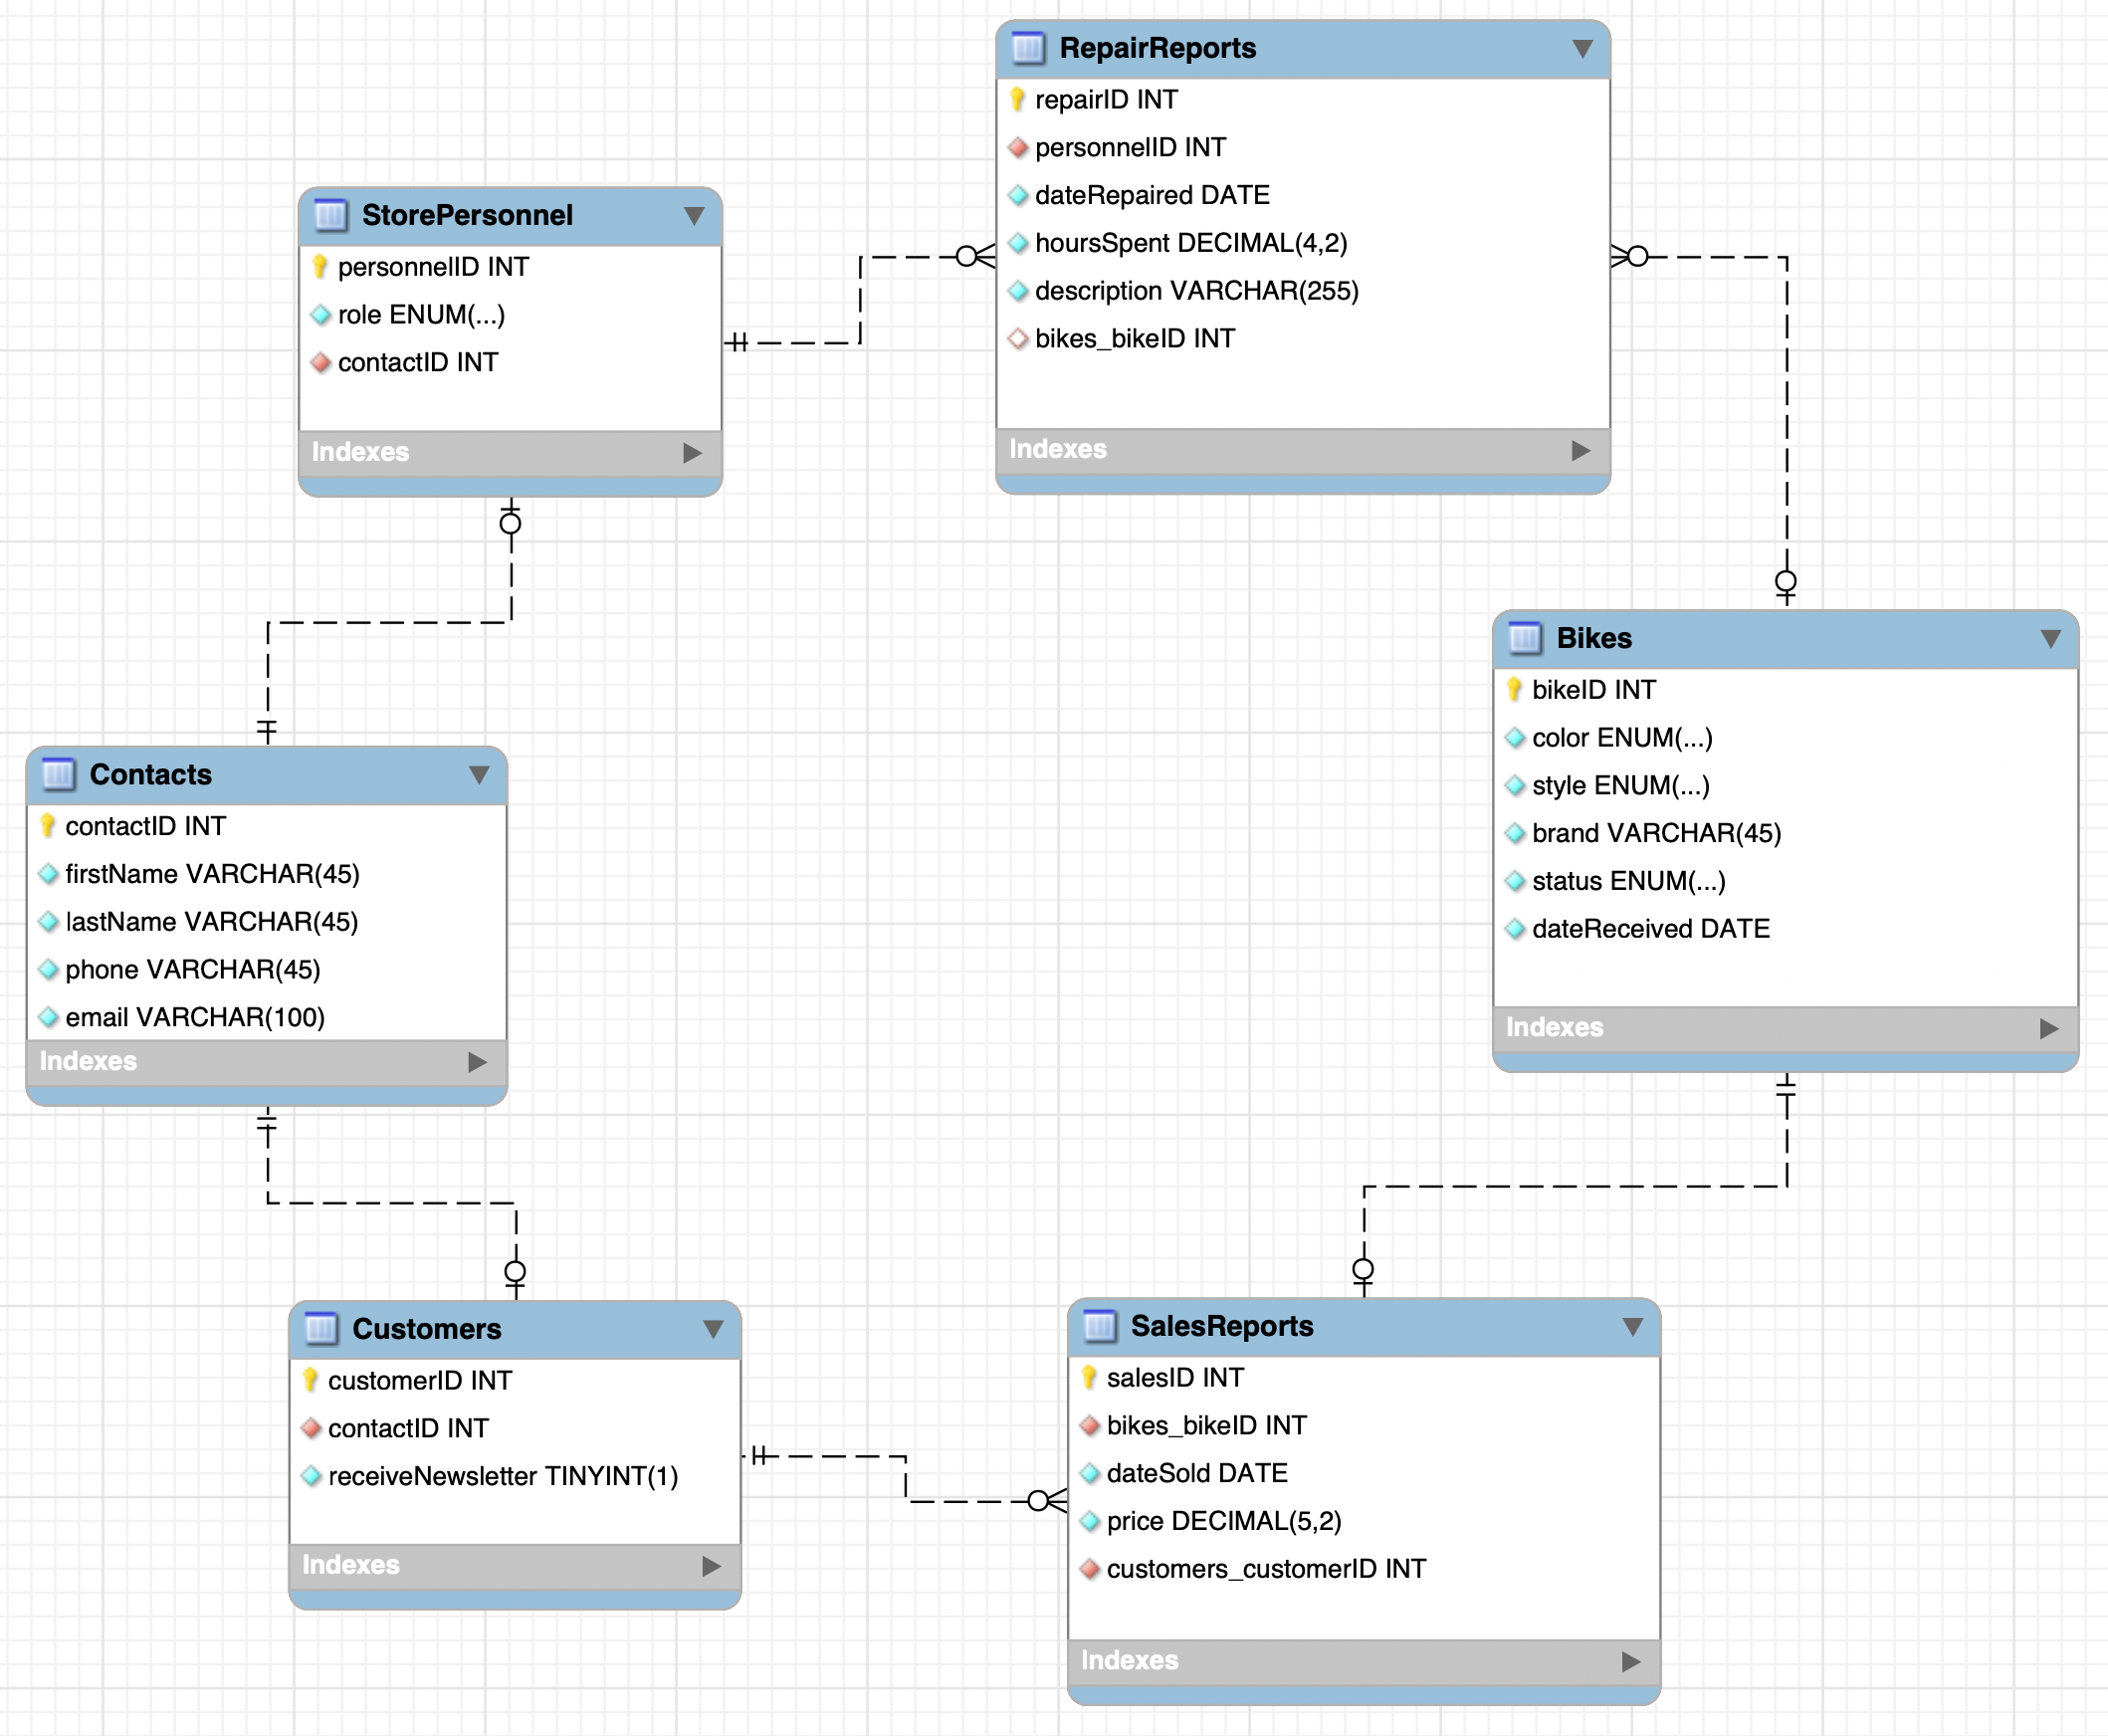 RepairReports
repairID INT
personnelID INT
dateRepaired DATE
hoursSpent DECIMAL(4,2)
description VARCHAR(255)
bikes_bikeID INT
Indexes
StorePersonnel
personnelID INT
role ENUM(...)
contactID INT
Indexes
Bikes
bikeID INT
color ENUM(...)
style ENUM(...)
brand VARCHAR(45)
status ENUM(...)
dateReceived DATE
Indexes
Contacts
contactID INT
firstName VARCHAR(45)
lastName VARCHAR(45)
phone VARCHAR(45)
email VARCHAR(100)
Indexes
Customers
customerID INT
contactID INT
receiveNewsletter TINYINT(1)
Indexes
SalesReports
salesID INT
bikes_bikeID INT
dateSold DATE
price DECIMAL(5,2)
customers_customerID INT
Indexes